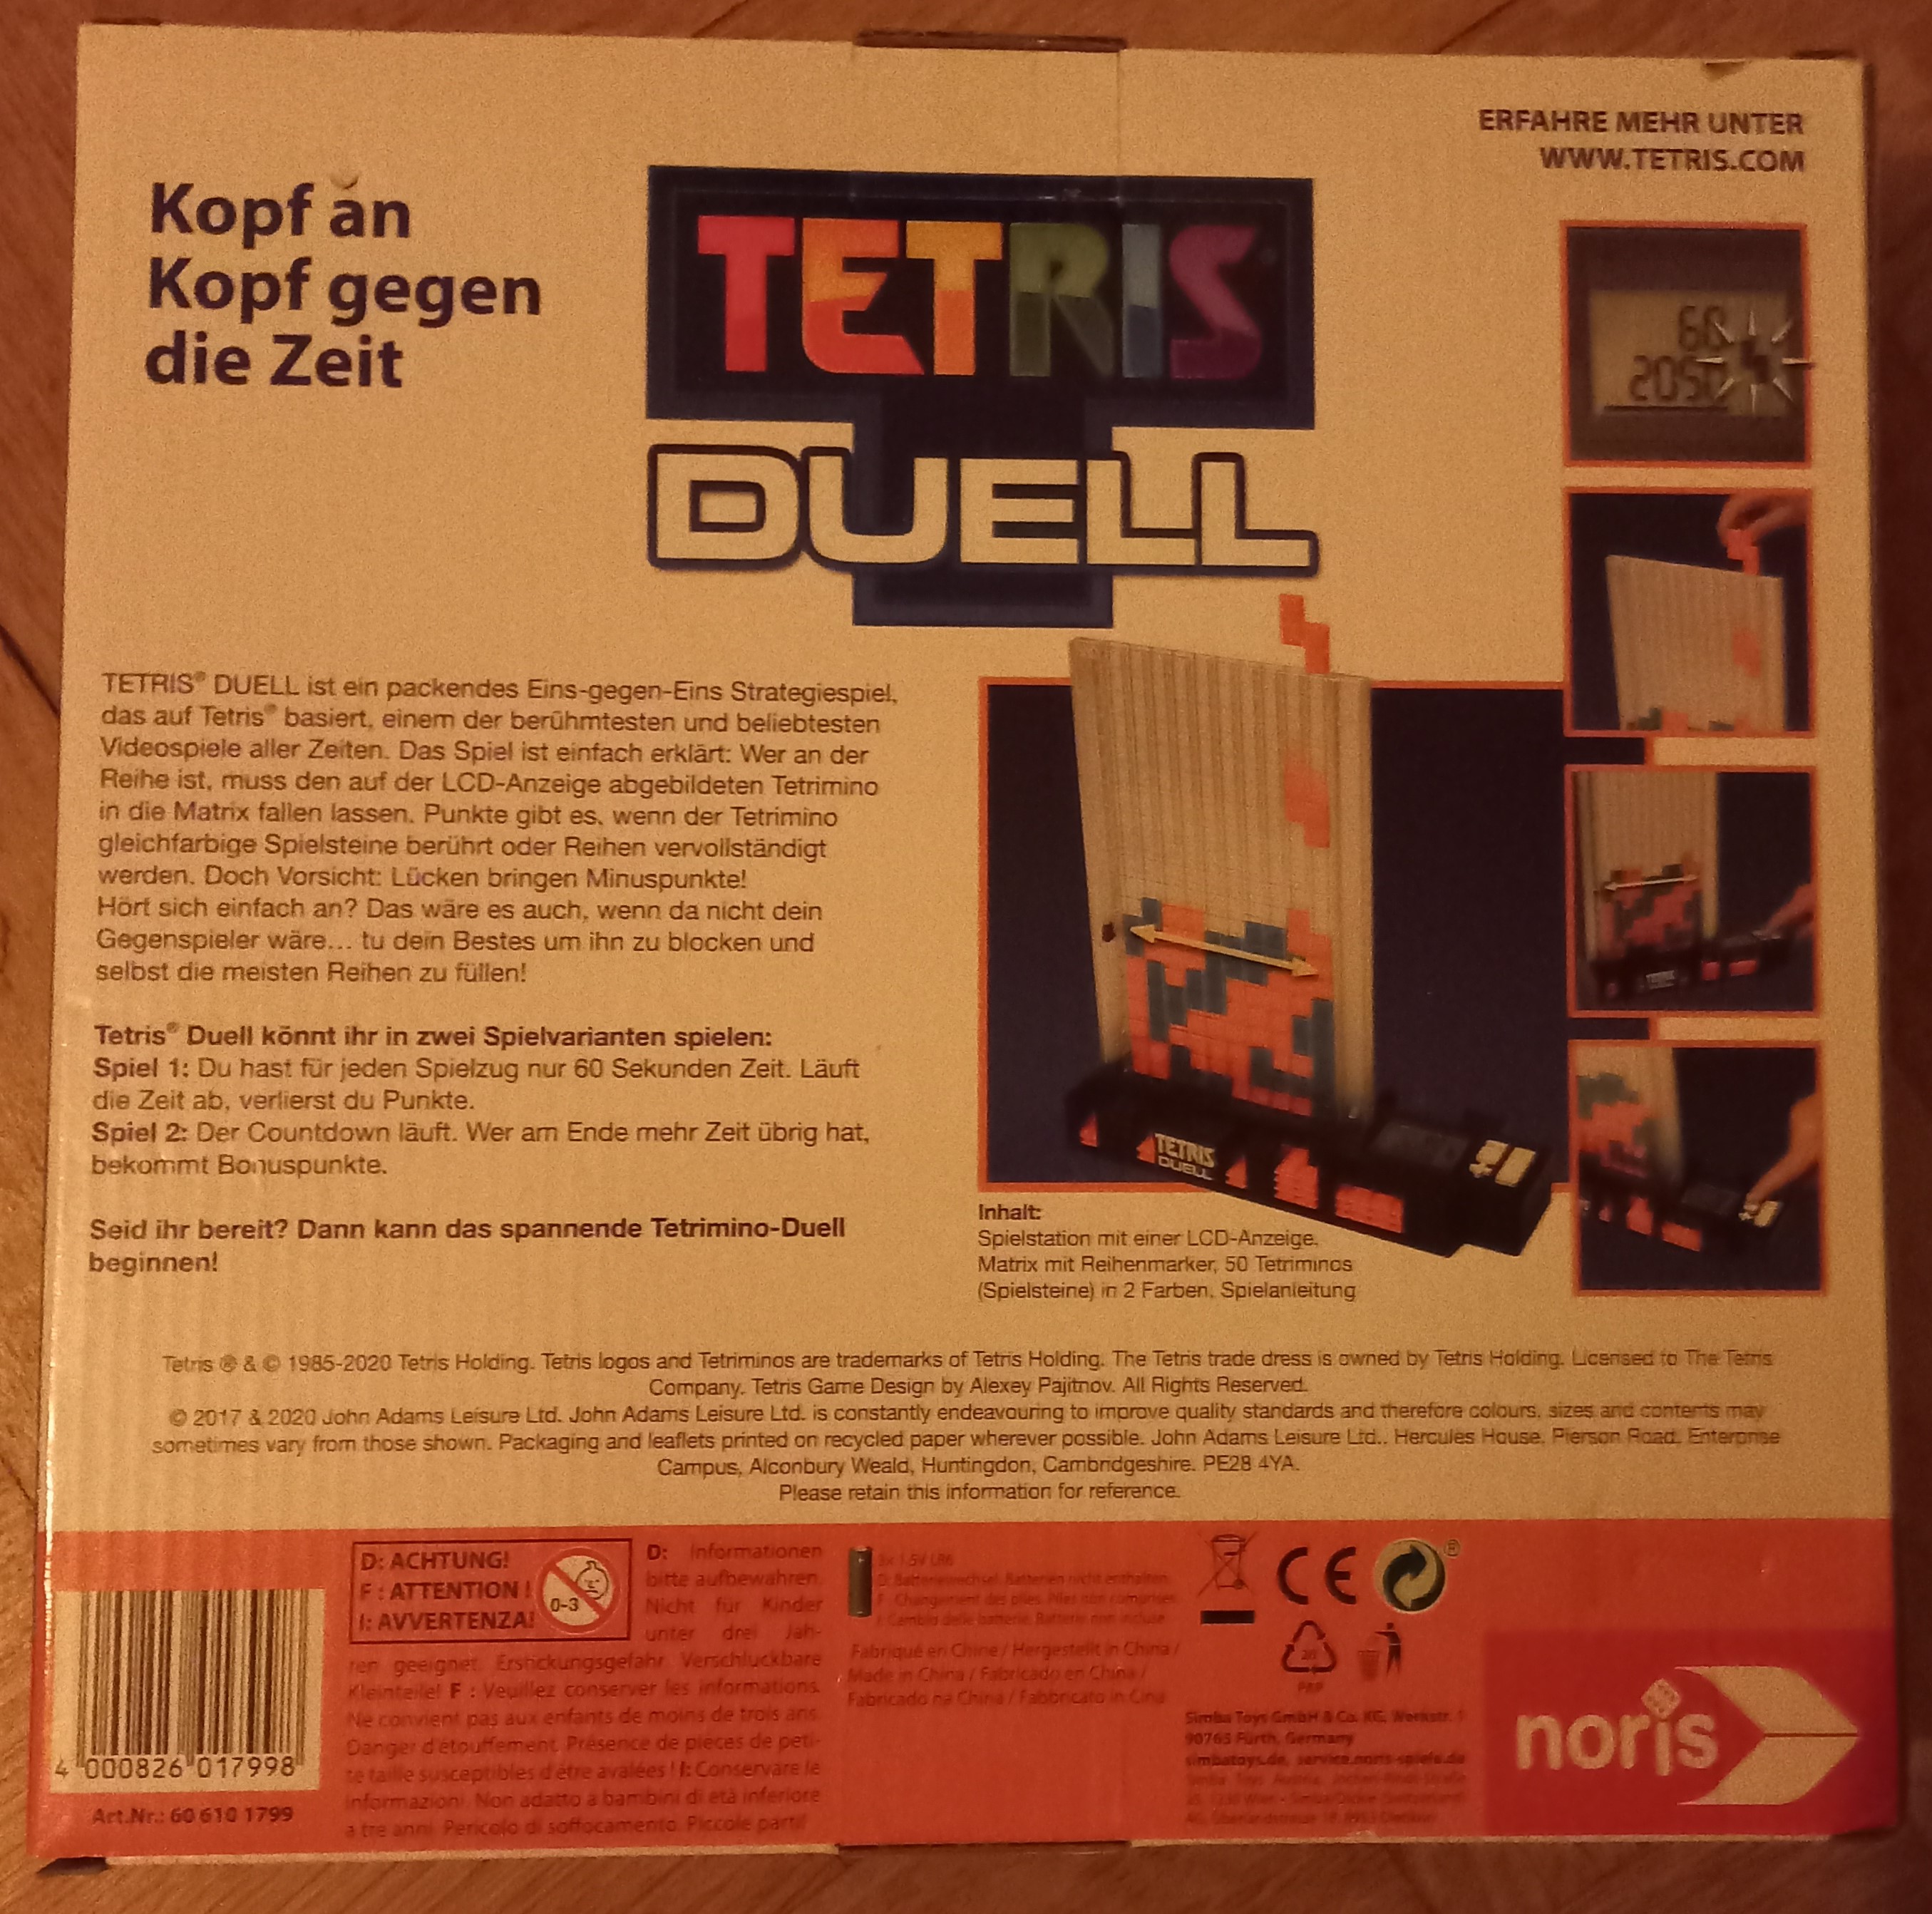 ERFAHRE MEHR UNTER
WWW.TETRIS.COM
Kopf an
Kopf gegen
die Zeit
TETRIS®
DUELL
TETRIS® DUELL ist ein packendes Eins-gegen-Eins Strategiespiel,
das auf Tetris® basiert, einem der berühmtesten und beliebtesten
Videospiele aller Zeiten. Das Spiel ist einfach erklärt: Wer an der
Reihe ist, muss den auf der LCD-Anzeige abgebildeten Tetrimino
in die Matrix fallen lassen. Punkte gibt es, wenn der Tetrimino
gleichfarbige Spielsteine berührt oder Reihen vervollständigt
werden. Doch Vorsicht: Lücken bringen Minuspunkte!
Hört sich einfach an? Das wäre es auch, wenn da nicht dein
Gegenspieler wäre... tu dein Bestes um ihn zu blocken und
selbst die meisten Reihen zu füllen!
Tetris® Duell könnt ihr in zwei Spielvarianten spielen:
Spiel 1: Du hast für jeden Spielzug nur 60 Sekunden Zeit. Läuft
die Zeit ab, verlierst du Punkte.
Spiel 2: Der Countdown läuft. Wer am Ende mehr Zeit übrig hat,
bekommt Bonuspunkte.
Seid ihr bereit? Dann kann das spannende Tetrimino-Duell
beginnen!
TETRIS
DUELL
Inhalt:
Spielstation mit einer LCD-Anzeige.
Matrix mit Reihenmarker, 50 Tetriminos
(Spielsteine) in 2 Farben, Spielanleitung
Tetris ® & © 1985-2020 Tetris Holding. Tetris logos and Tetriminos are trademarks of Tetris Holding. The Tetris trade dress is owned by Tetris Holding. Licensed to The Tetris
Company. Tetris Game Design by Alexey Pajitnov. All Rights Reserved.
© 2017 & 2020 John Adams Leisure Ltd. John Adams Leisure Ltd. is constantly endeavouring to improve quality standards and therefore colours, sizes and contents may
sometimes vary from those shown. Packaging and leaflets printed on recycled paper wherever possible. John Adams Leisure Ltd., Hercules House, Pierson Road, Enterprise
Campus, Alconbury Weald, Huntingdon, Cambridgeshire. PE28 4YA.
Please retain this information for reference.
4 000826 017998
Art.Nr.: 60 610 1799
D: ACHTUNG!
F : ATTENTION !
I: AVVERTENZA!
0-3
D: Informationen
bitte aufbewahren.
Nicht für Kinder
unter drei Jah-
ren geeignet. Erstickungsgefahr. Verschluckbare
Kleinteile! F : Veuillez conserver les informations.
Ne convient pas aux enfants de moins de trois ans.
Danger d'étouffement. Présence de pièces de peti-
te taille susceptibles d'être avalées ! I: Conservare le
informazioni. Non adatto a bambini di età inferiore
a tre anni. Pericolo di soffocamento. Piccole parti!
3x 1,5V LR6
D: Batteriewechsel. Batterien nicht enthalten.
F : Changement des piles. Piles non comprises.
I: Cambio delle batterie. Batterie non incluse.
Fabriqué en Chine / Hergestellt in China /
Made in China / Fabricado en China /
Fabricado na China / Fabbricato in Cina
CE
®
PAP
Simba Toys GmbH & Co. KG, Werkstr. 1
90765 Fürth, Germany
simbatoys.de, service.noris-spiele.de
noris